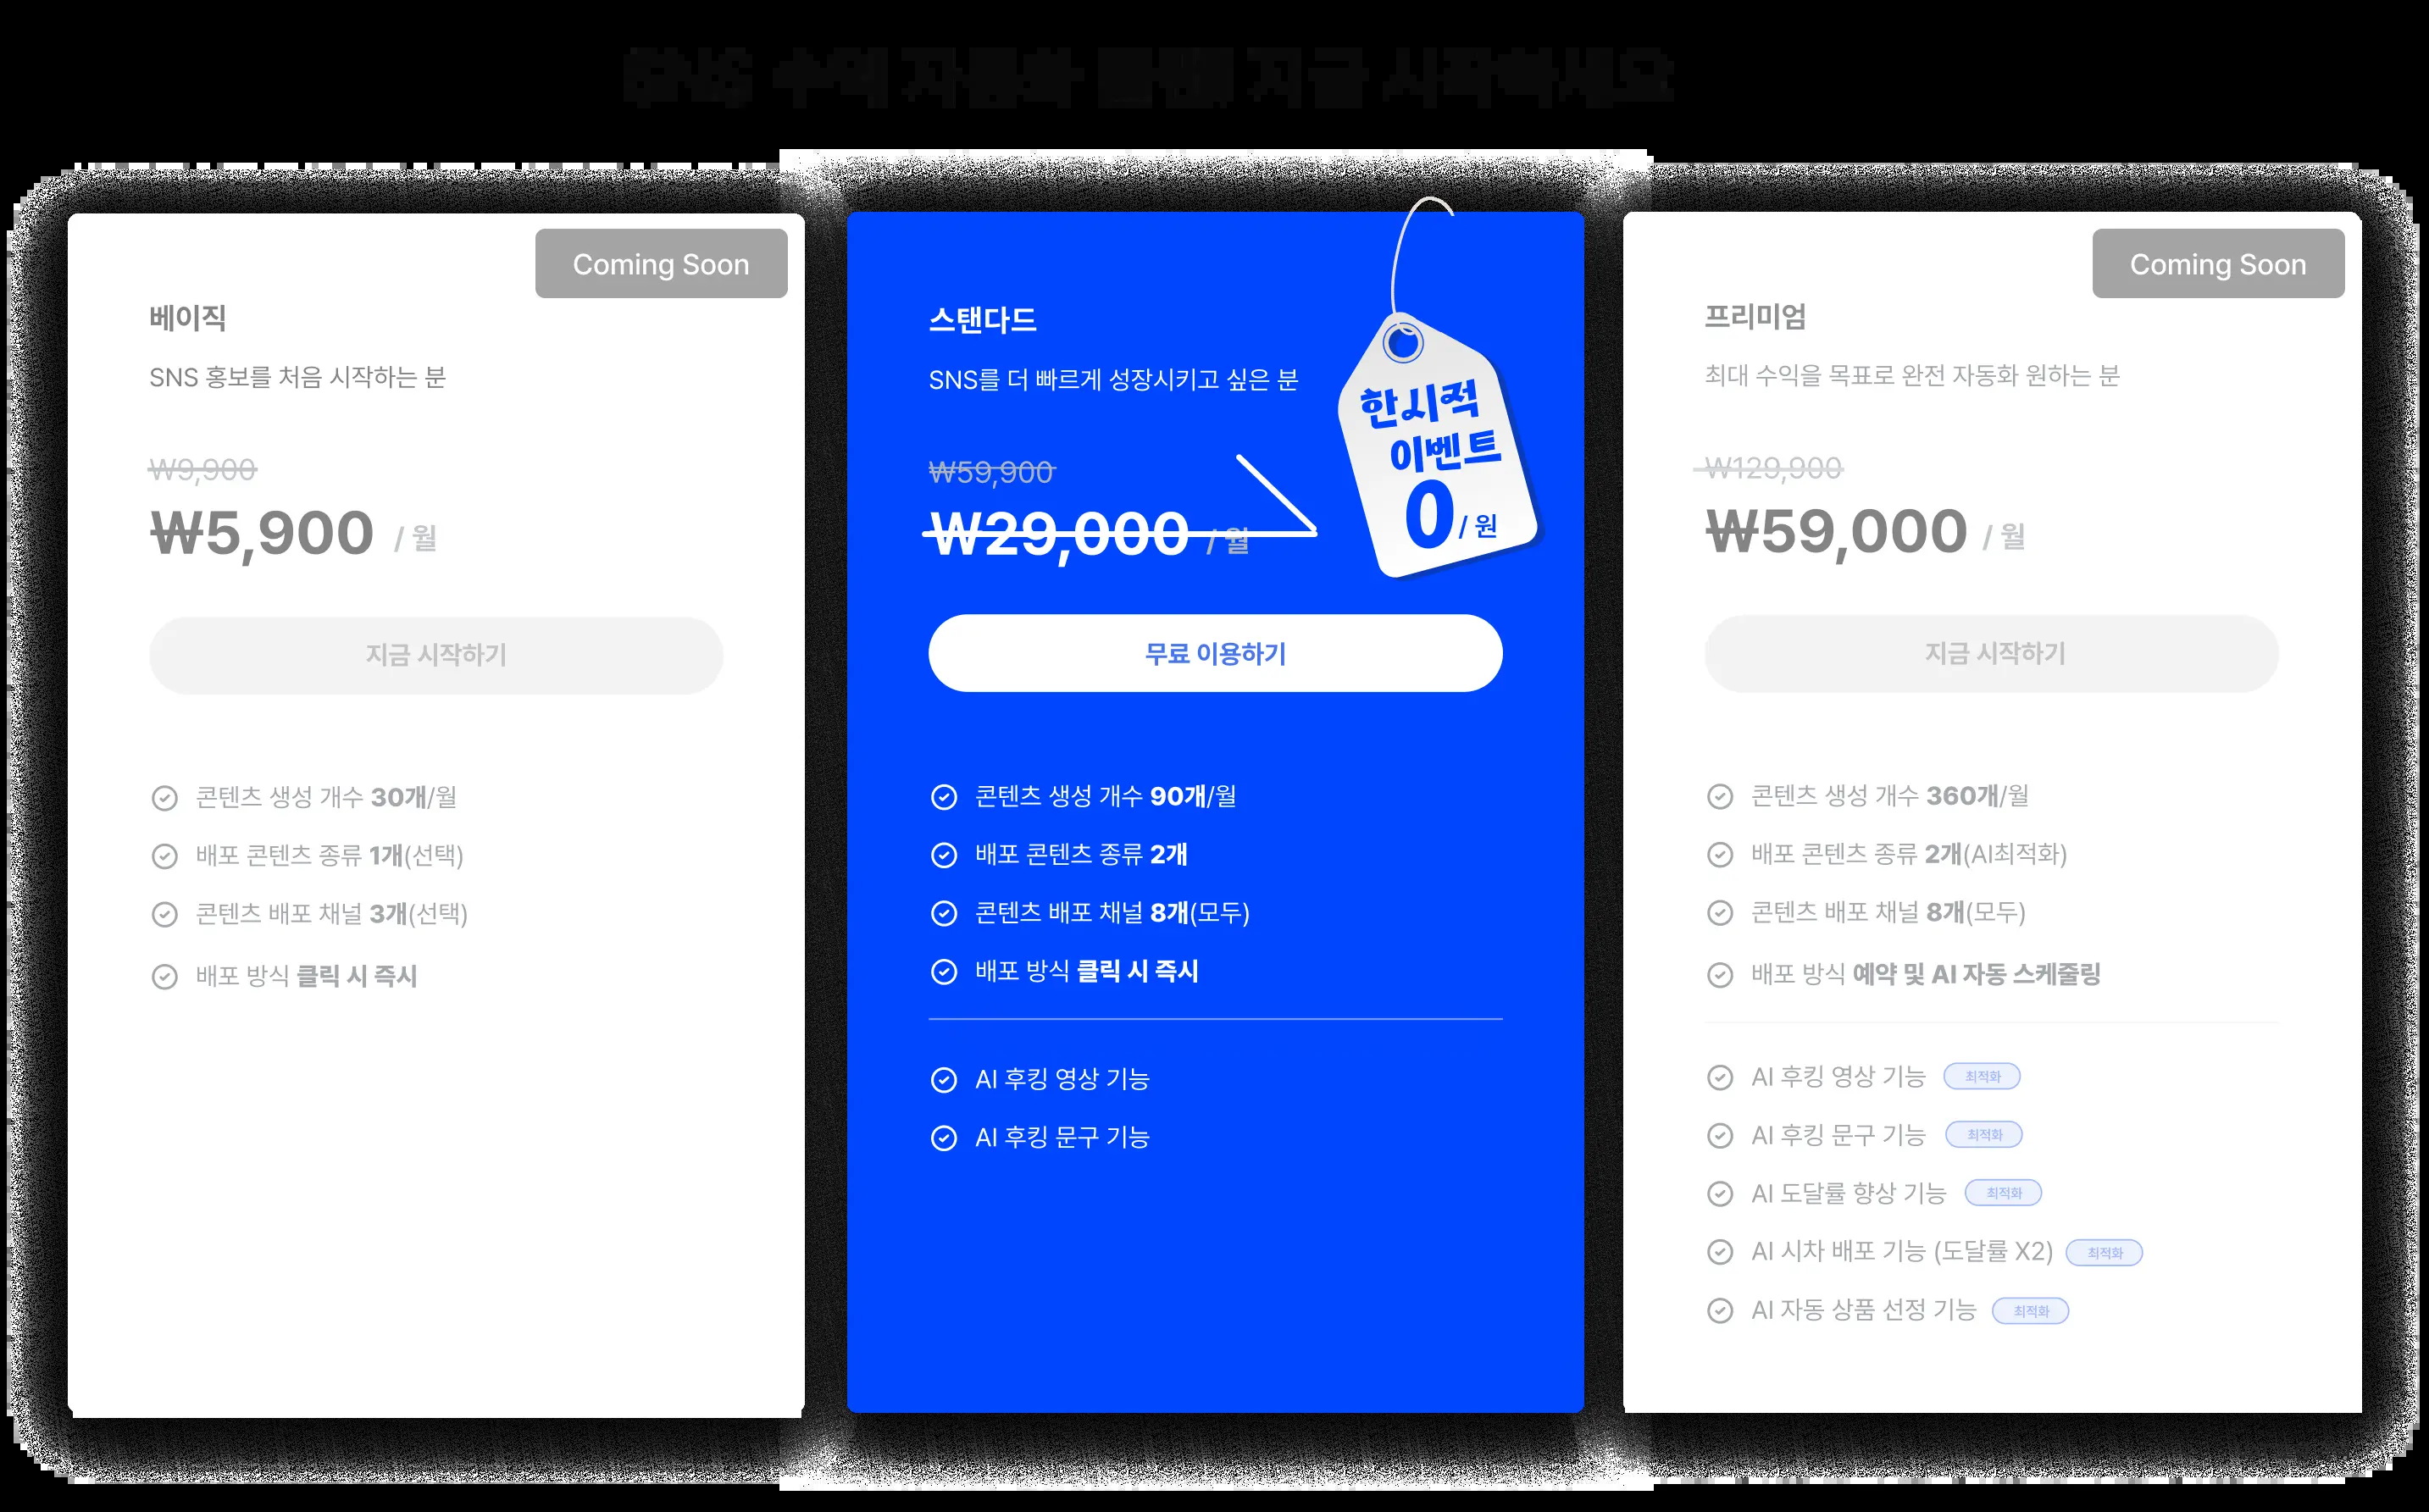 SNS 수익 자동화 플랜! 지금 시작하세요
Coming Soon
베이직
SNS 홍보를 처음 시작하는 분
₩9,900
₩5,900 / 월
지금 시작하기
콘텐츠 생성 개수 30개/월
배포 콘텐츠 종류 1개(선택)
콘텐츠 배포 채널 3개(선택)
배포 방식 클릭 시 즉시
스탠다드
SNS를 더 빠르게 성장시키고 싶은 분
₩59,900
₩29,000 / 월
한시적
이벤트
0 / 원
무료 이용하기
콘텐츠 생성 개수 90개/월
배포 콘텐츠 종류 2개
콘텐츠 배포 채널 8개(모두)
배포 방식 클릭 시 즉시
AI 후킹 영상 기능
AI 후킹 문구 기능
Coming Soon
프리미엄
최대 수익을 목표로 완전 자동화 원하는 분
₩129,900
₩59,000 / 월
지금 시작하기
콘텐츠 생성 개수 360개/월
배포 콘텐츠 종류 2개(AI최적화)
콘텐츠 배포 채널 8개(모두)
배포 방식 예약 및 AI 자동 스케줄링
AI 후킹 영상 기능 최적화
AI 후킹 문구 기능 최적화
AI 도달률 향상 기능 최적화
AI 시차 배포 기능 (도달률 X2) 최적화
AI 자동 상품 선정 기능 최적화